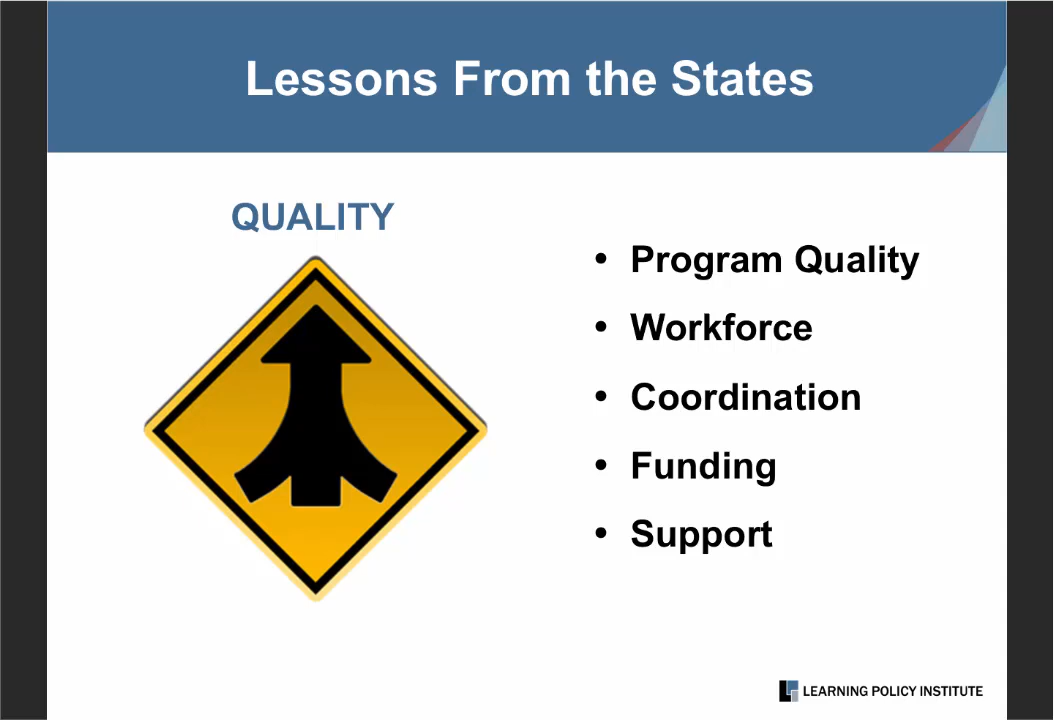 Lessons From the States
QUALITY
• Program Quality
• Workforce
• Coordination
• Funding
• Support
LEARNING POLICY INSTITUTE